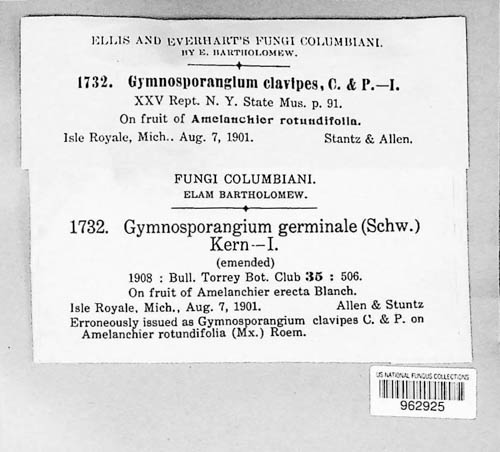 ELLIS AND EVERHART'S FUNGI COLUMBIANI.
BY E. BARTHOLOMEW.
1732. Gymnosporangium clavipes, C. & P.—I.
XXV Rept. N. Y. State Mus. p. 91.
On fruit of Amelanchier rotundifolia.
Isle Royale, Mich.. Aug. 7, 1901. Stantz & Allen.
FUNGI COLUMBIANI.
ELAM BARTHOLOMEW.
1732. Gymnosporangium germinale (Schw.)
Kern—I.
(emended)
1908 : Bull. Torrey Bot. Club 35 : 506.
On fruit of Amelanchier erecta Blanch.
Isle Royale, Mich., Aug. 7, 1901. Allen & Stuntz
Erroneously issued as Gymnosporangium clavipes C. & P. on
Amelanchier rotundifolia (Mx.) Roem.
US NATIONAL FUNGUS COLLECTIONS
962925